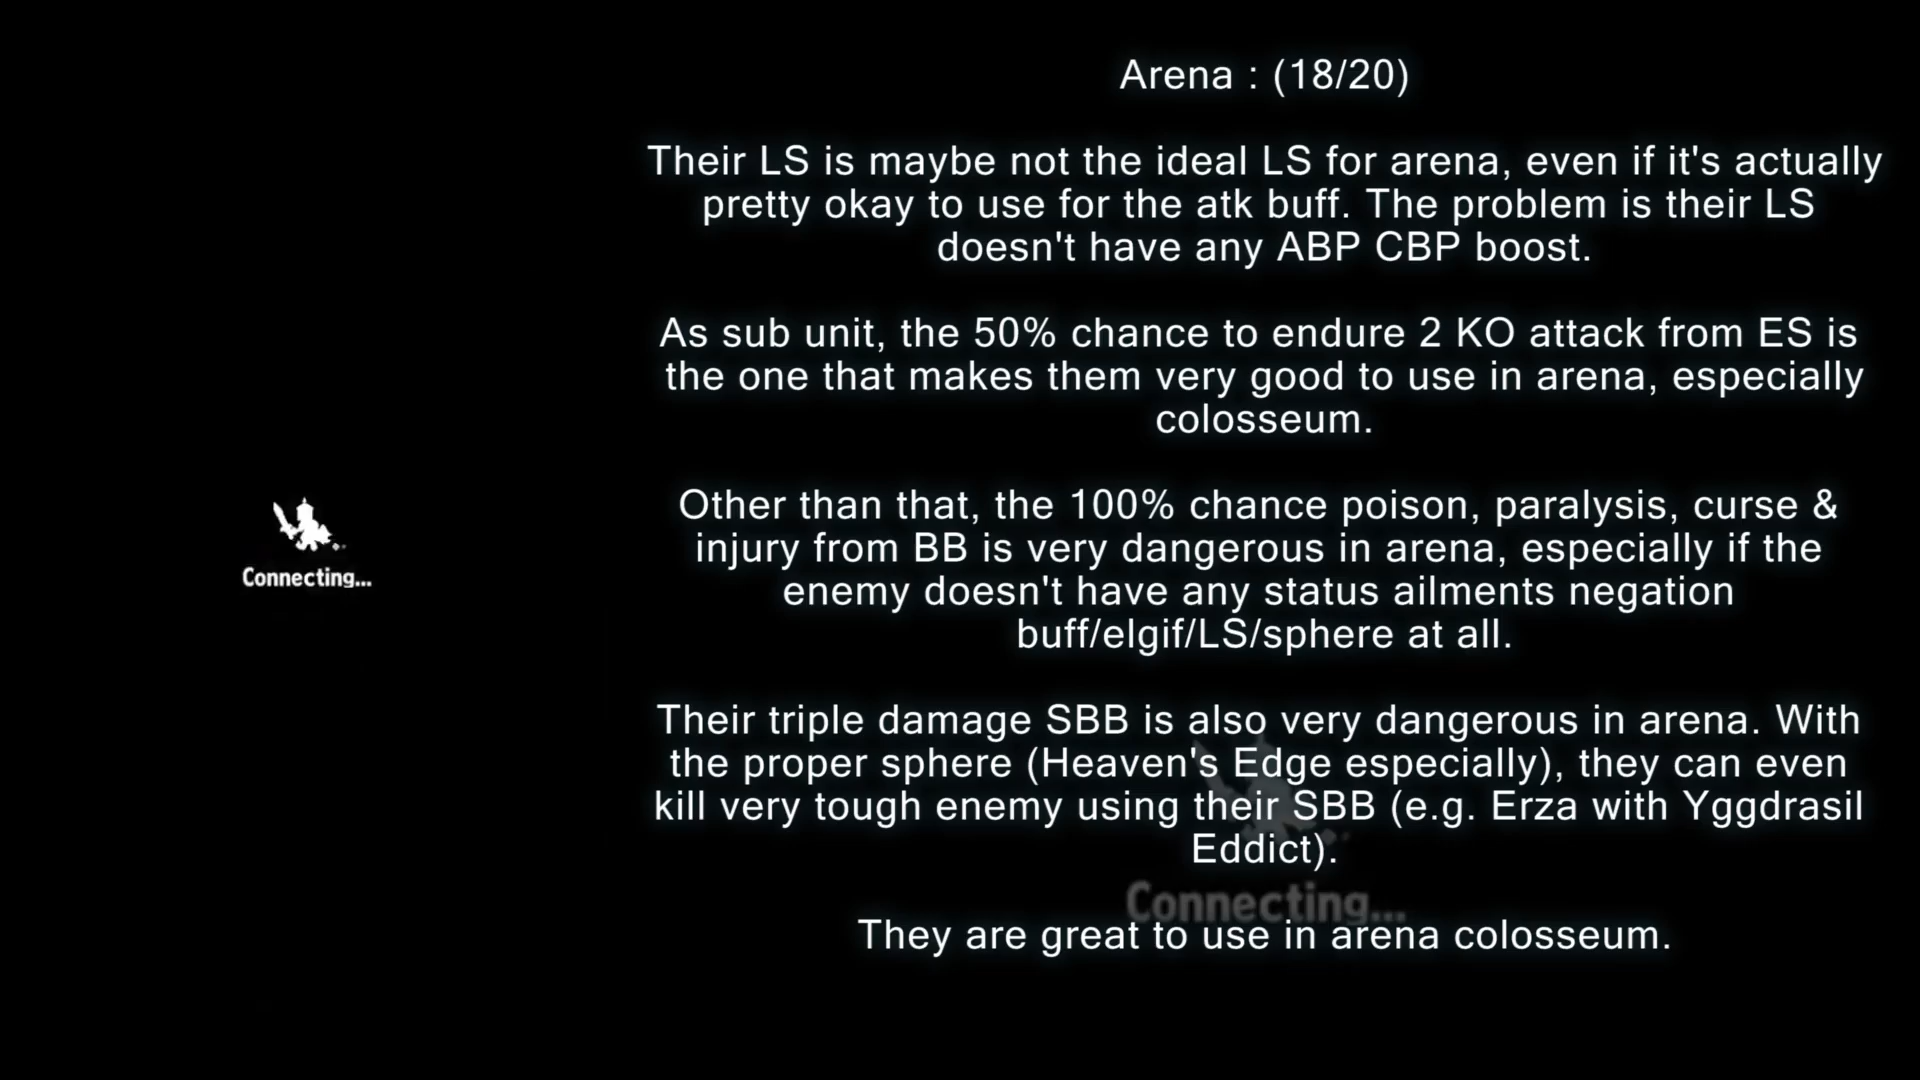 Arena : (18/20)
Their LS is maybe not the ideal LS for arena, even if it's actually
pretty okay to use for the atk buff. The problem is their LS
doesn't have any ABP CBP boost.
As sub unit, the 50% chance to endure 2 KO attack from ES is
the one that makes them very good to use in arena, especially
colosseum.
Other than that, the 100% chance poison, paralysis, curse &
injury from BB is very dangerous in arena, especially if the
enemy doesn't have any status ailments negation
buff/elgif/LS/sphere at all.
Their triple damage SBB is also very dangerous in arena. With
the proper sphere (Heaven's Edge especially), they can even
kill very tough enemy using their SBB (e.g. Erza with Yggdrasil
Eddict).
They are great to use in arena colosseum.
Connecting...
Connecting...